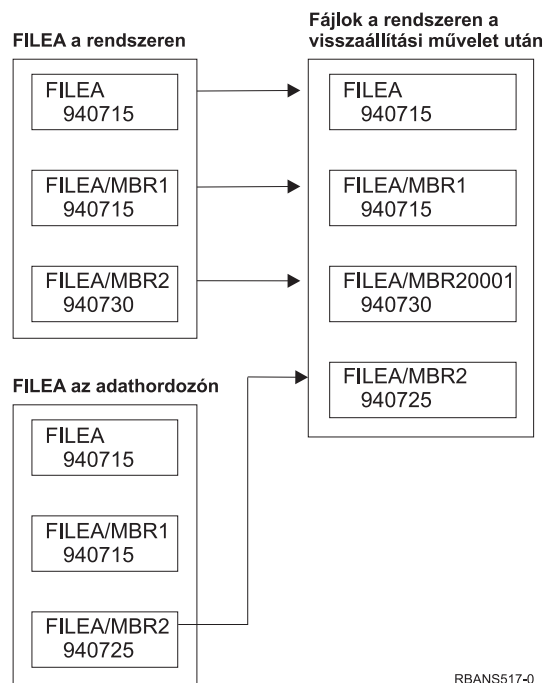 FILEA a rendszeren
FILEA
940715
FILEA/MBR1
940715
FILEA/MBR2
940730
FILEA az adathordozón
FILEA
940715
FILEA/MBR1
940715
FILEA/MBR2
940725
Fájlok a rendszeren a
visszaállítási művelet után
FILEA
940715
FILEA/MBR1
940715
FILEA/MBR20001
940730
FILEA/MBR2
940725
RBANS517-0